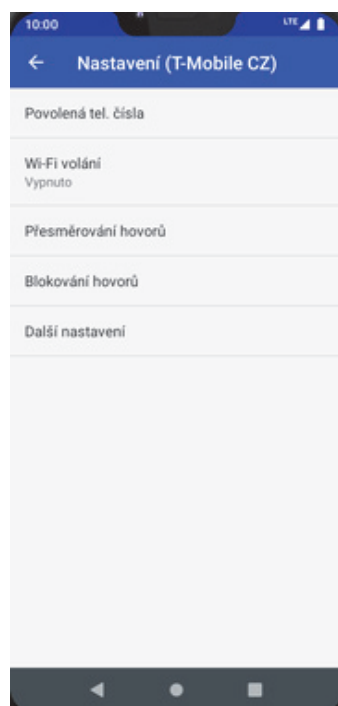 10:00
LTE
Nastavení (T-Mobile CZ)
Povolená tel. čísla
Wi-Fi volání
Vypnuto
Přesměrování hovorů
Blokování hovorů
Další nastavení